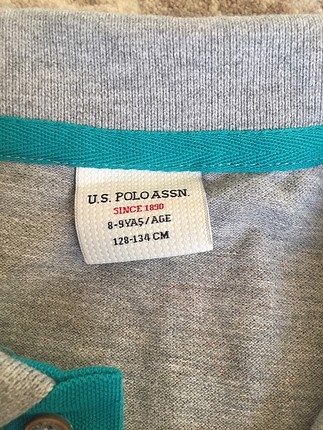 U.S. POLO ASSN.
SINCE 1890
8-9YAŞ/AGE
128-134 CM